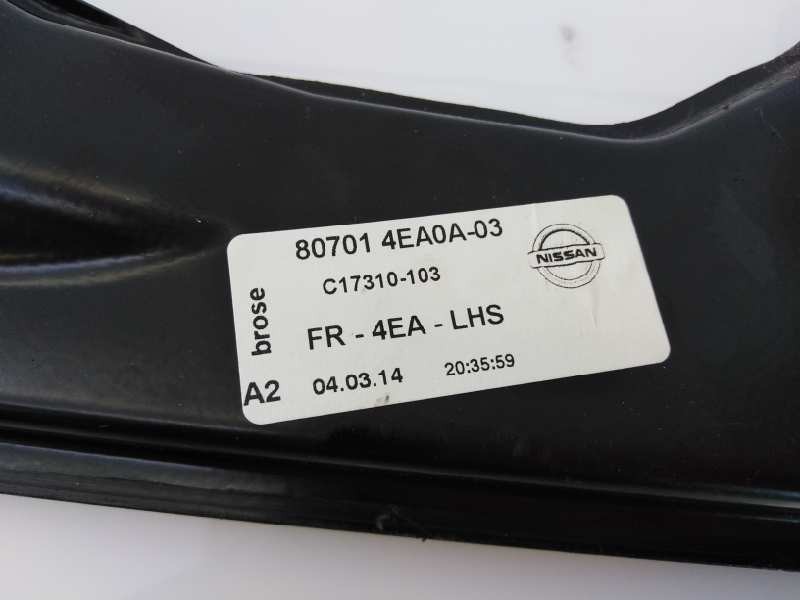 80701 4EA0A-03
NISSAN
C17310-103
brose
FR - 4EA - LHS
A2
04.03.14 20:35:59